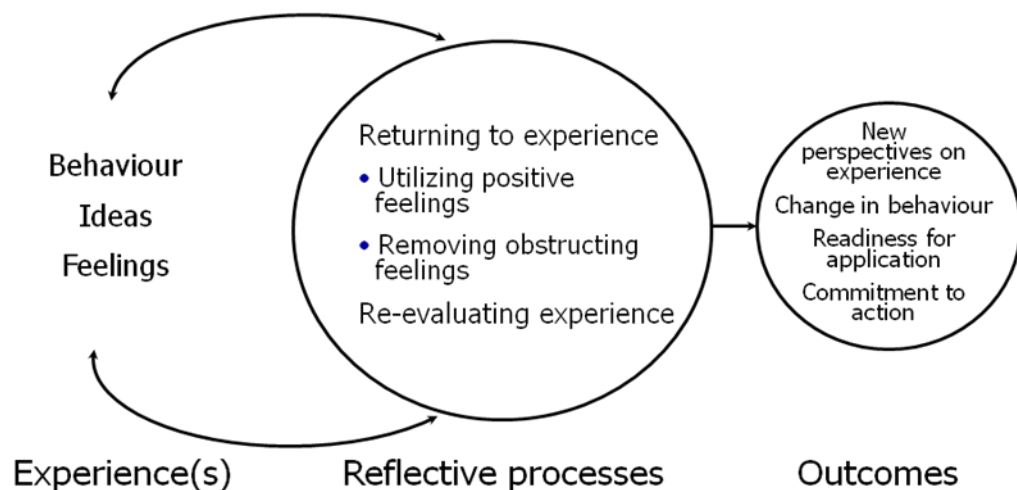 Behaviour
Ideas
Feelings
Returning to experience
• Utilizing positive
feelings
• Removing obstructing
feelings
Re-evaluating experience
New
perspectives on
experience
Change in behaviour
Readiness for
application
Commitment to
action
Experience(s)
Reflective processes
Outcomes